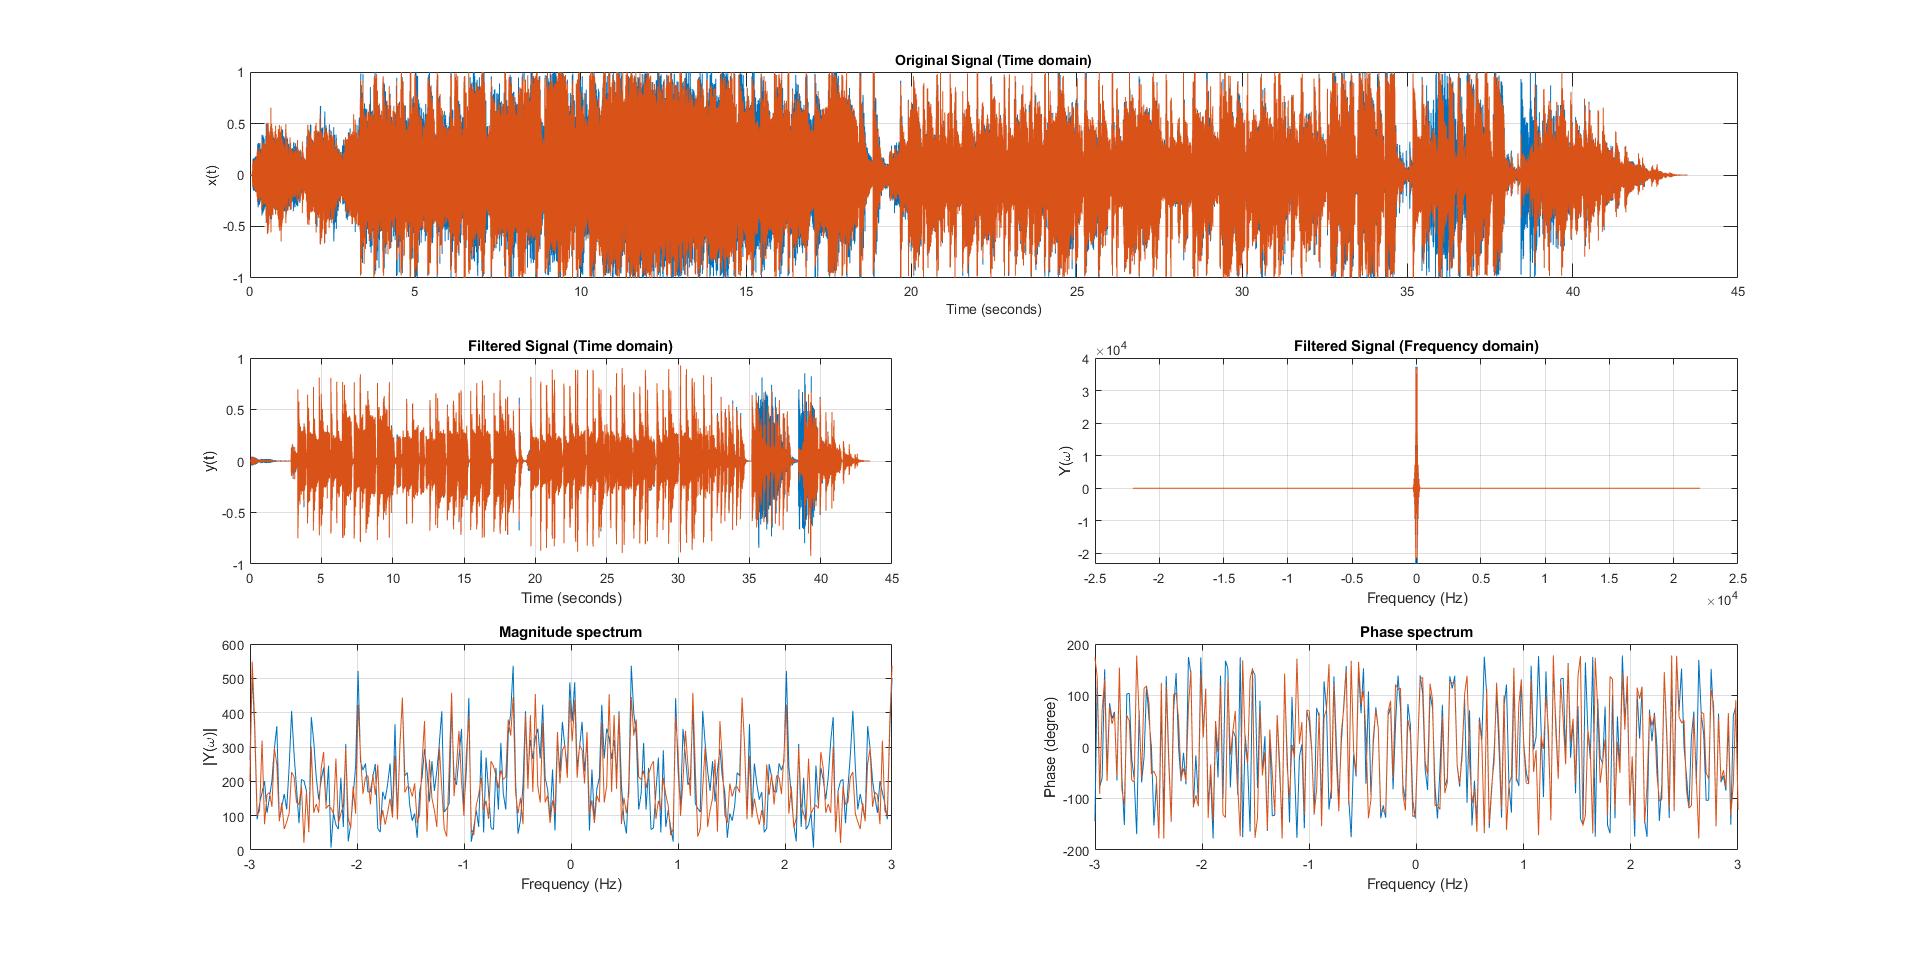 Original Signal (Time domain)
1
0.5
0
-0.5
-1
x(t)
0 5 10 15 20 25 30 35 40 45
Time (seconds)
Filtered Signal (Time domain)
1
0.5
0
-0.5
-1
y(t)
0 5 10 15 20 25 30 35 40 45
Time (seconds)
Filtered Signal (Frequency domain)
×10⁴
4
3
2
1
0
-1
-2
Y(ω)
-2.5 -2 -1.5 -1 -0.5 0 0.5 1 1.5 2 2.5
Frequency (Hz)
×10⁴
Magnitude spectrum
600
500
400
300
200
100
0
|Y(ω)|
-3 -2 -1 0 1 2 3
Frequency (Hz)
Phase spectrum
200
100
0
-100
-200
Phase (degree)
-3 -2 -1 0 1 2 3
Frequency (Hz)